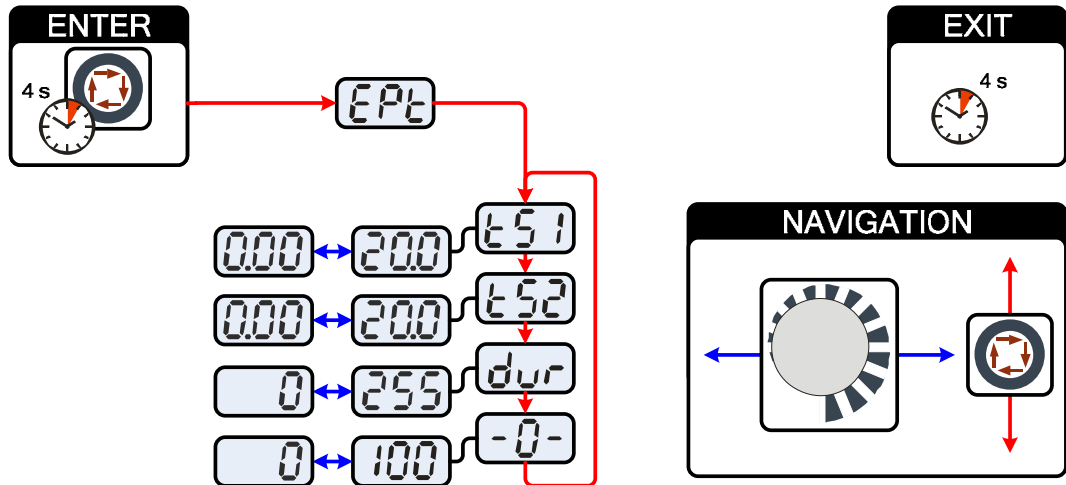 ENTER
4 s
EPt
EXIT
4 s
tS1
0.00
20.0
tS2
0.00
20.0
dur
0
255
-0-
0
100
NAVIGATION